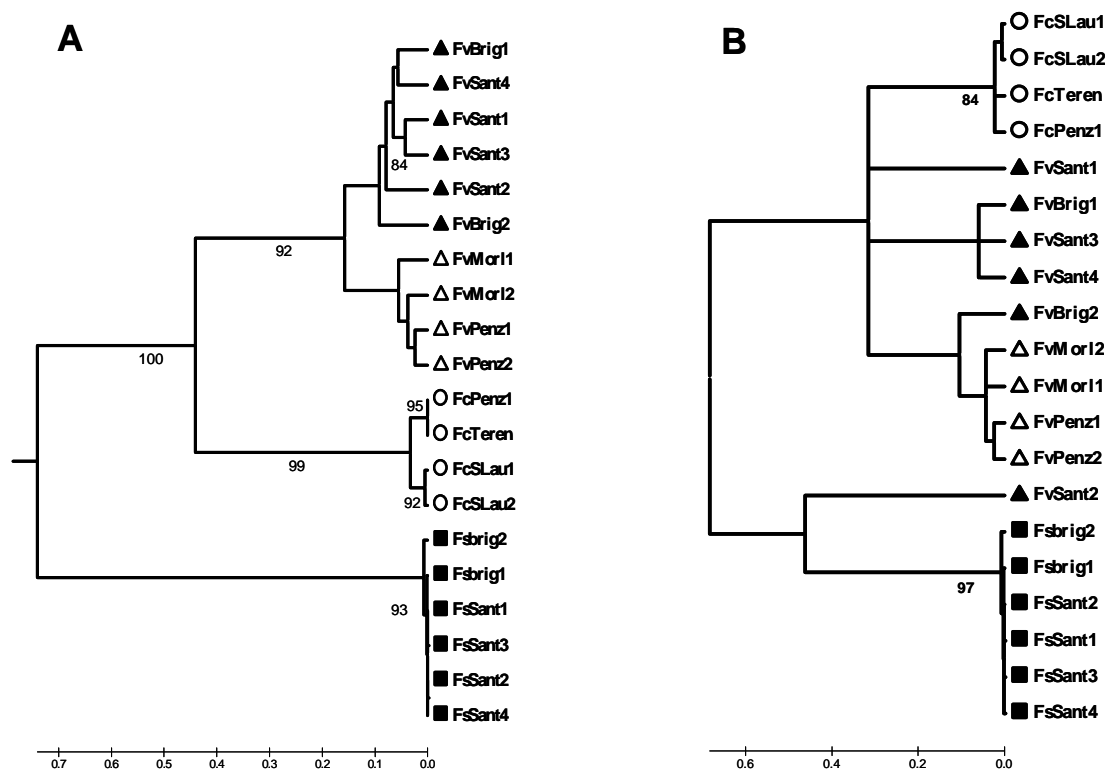 A
FvBrig1
FvSant4
FvSant1
FvSant3
84
FvSant2
FvBrig2
92
FvMorl1
FvMorl2
FvPenz1
100
FvPenz2
95
FcPenz1
FcTeren
99
FcSLau1
92
FcSLau2
Fsbrig2
Fsbrig1
93
FsSant1
FsSant3
FsSant2
FsSant4
0.7 0.6 0.5 0.4 0.3 0.2 0.1 0.0
B
FcSLau1
FcSLau2
84
FcTeren
FcPenz1
FvSant1
FvBrig1
FvSant3
FvSant4
FvBrig2
FvMorl2
FvMorl1
FvPenz1
FvPenz2
FvSant2
Fsbrig2
Fsbrig1
97
FsSant2
FsSant1
FsSant3
FsSant4
0.6 0.4 0.2 0.0